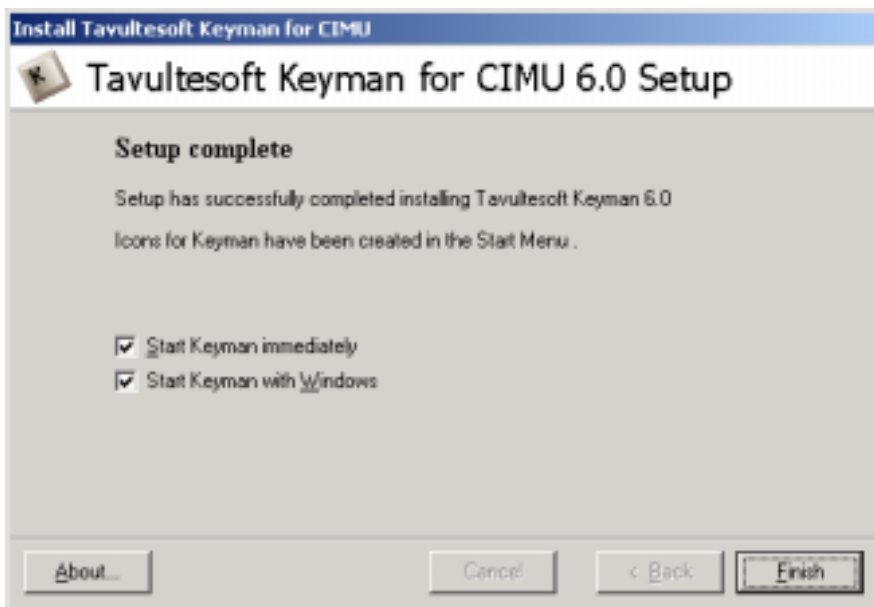 Install Tavultesoft Keyman for CIMU
K
Tavultesoft Keyman for CIMU 6.0 Setup
Setup complete
Setup has successfully completed installing Tavultesoft Keyman 6.0
Icons for Keyman have been created in the Start Menu .
Start Keyman immediately
Start Keyman with Windows
About...
Cancel
< Back
Finish